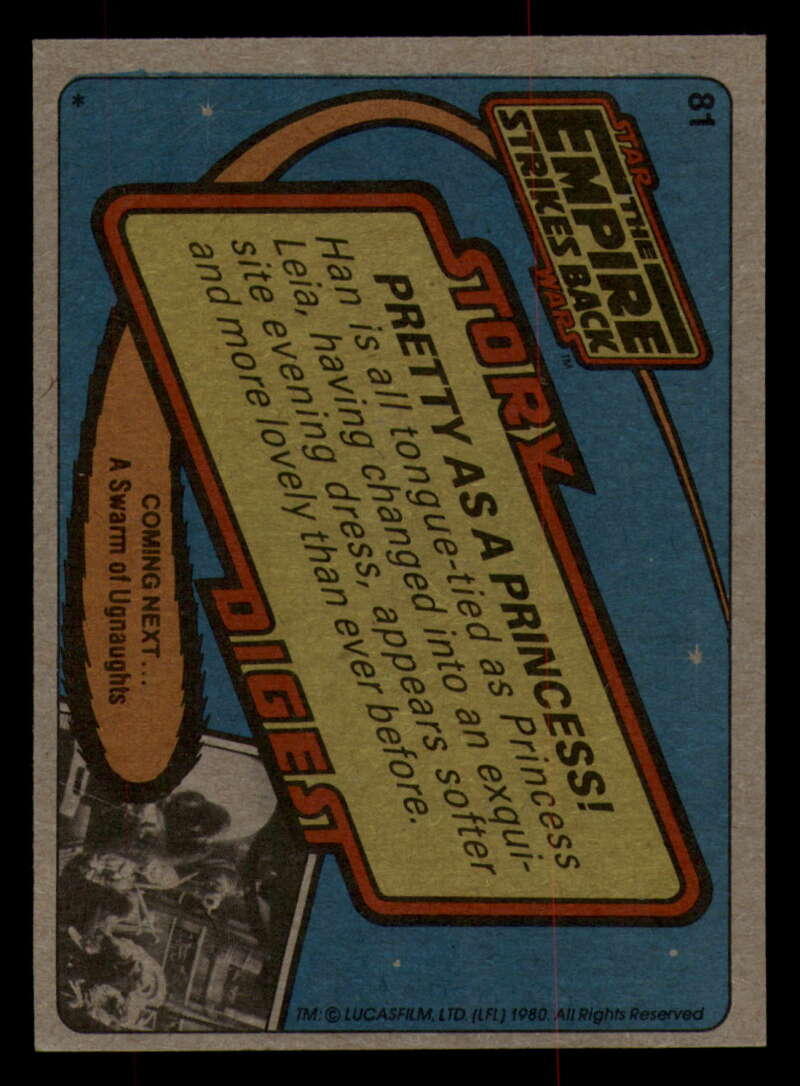 81
STAR
THE
EMPIRE
STRIKES BACK
WARS™
STORY
PRETTY AS A PRINCESS!
Han is all tongue-tied as Princess
Leia, having changed into an exqui-
site evening dress, appears softer
and more lovely than ever before.
DIGEST
COMING NEXT...
A Swarm of Ugnaughts
*
TM: © LUCASFILM, LTD. (LFL) 1980. All Rights Reserved